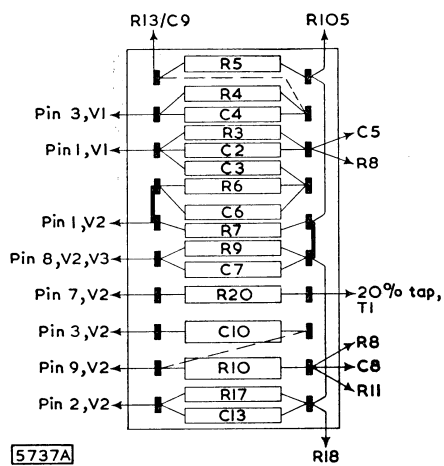 R13/C9
R105
R5
R4
Pin 3,V1
C4
R3
C5
Pin 1,V1
C2
R8
C3
R6
C6
Pin 1,V2
R7
R9
Pin 8,V2,V3
C7
Pin 7,V2
R20
20% tap,
T1
Pin 3,V2
C10
R8
Pin 9,V2
R10
C8
R11
R17
Pin 2,V2
C13
5737A
R18